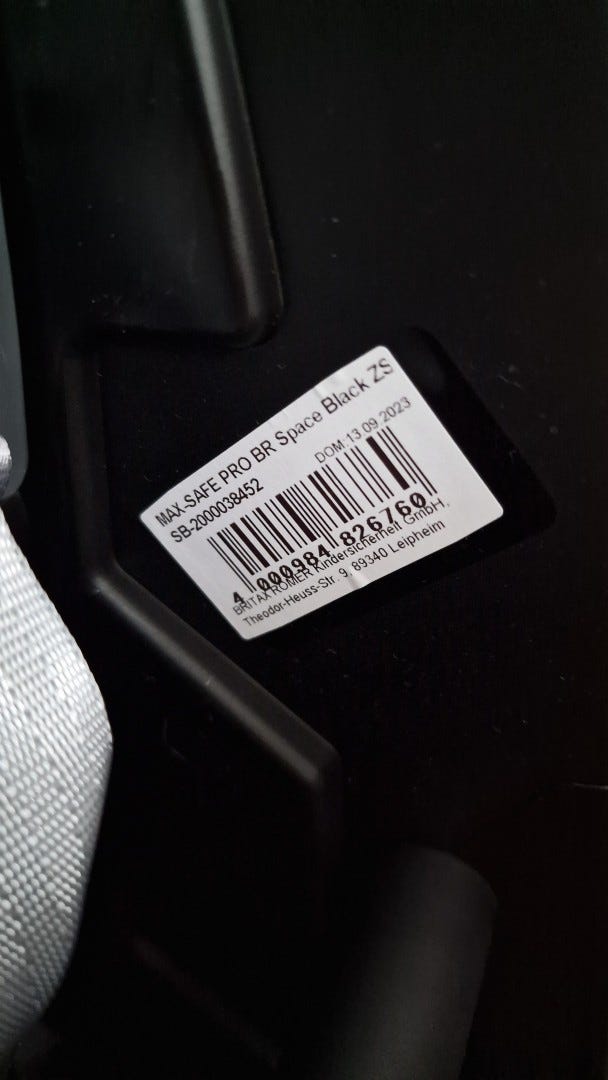 MAX-SAFE PRO BR Space Black ZS
SB-2000038452
DOM:13.09.2023
4 000984 826760
BRITAX RÖMER Kindersicherheit GmbH,
Theodor-Heuss-Str. 9, 89340 Leipheim